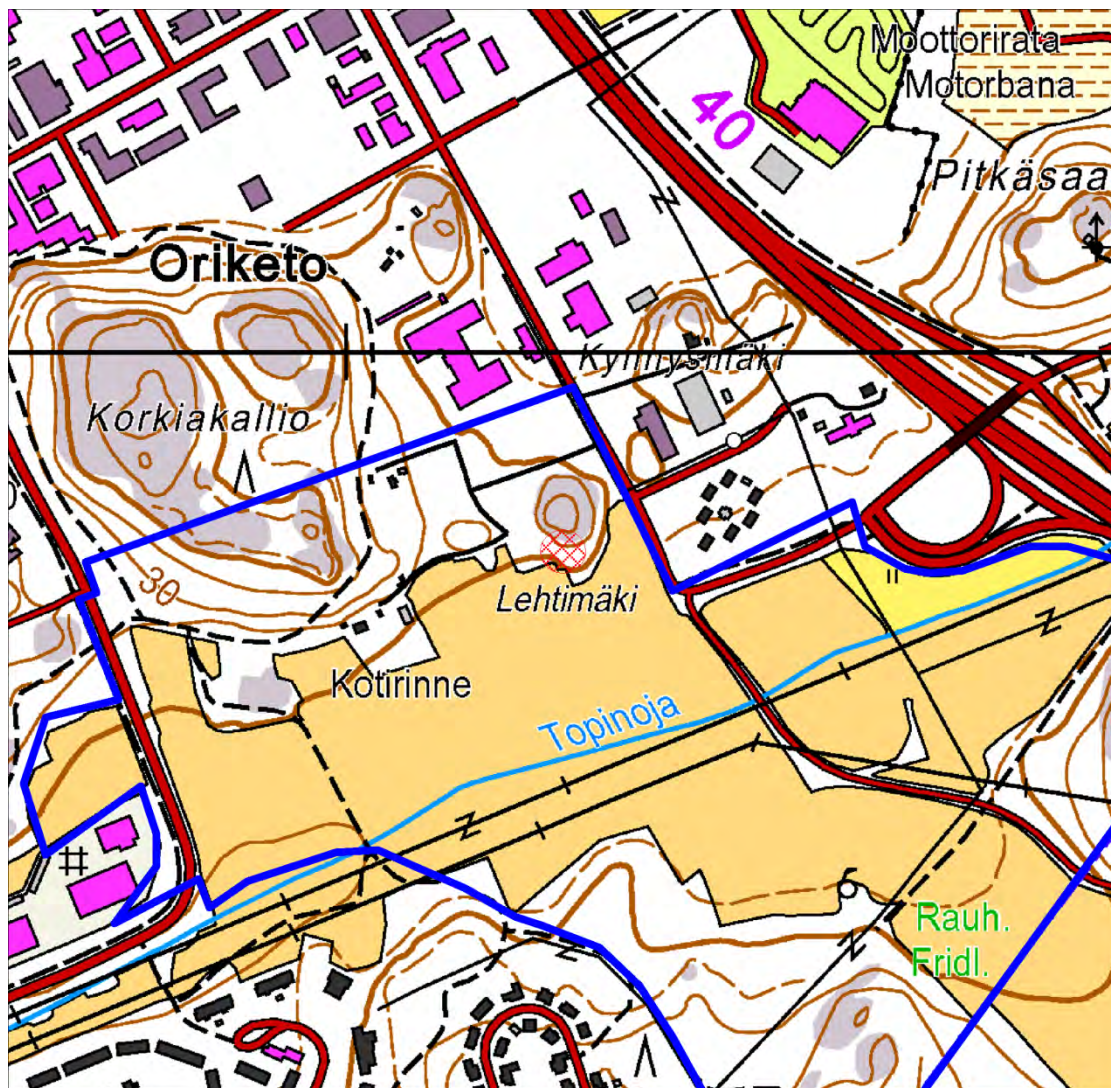 Moottorirata
Motorbana
40
Pitkäsaa
Oriketo
Kynnysmäki
Korkiakallio
30
Lehtimäki
Kotirinne
Topinoja
Rauh.
Fridl.